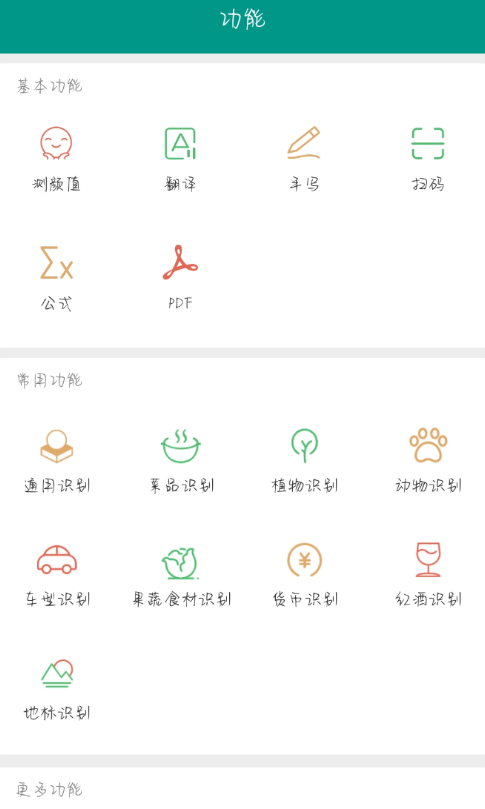 功能
基本功能
测颜值 翻译 手写 扫码
公式 PDF
常用功能
通用识别 菜品识别 植物识别 动物识别
车型识别 果蔬食材识别 货币识别 红酒识别
地标识别
更多功能